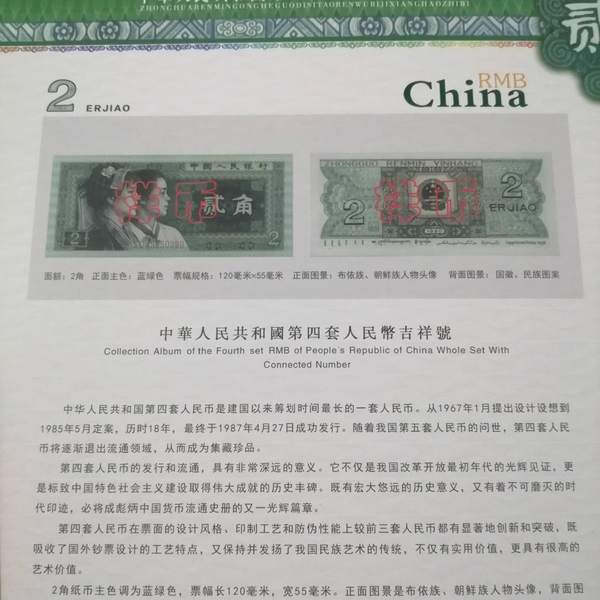 ZHONGHUARENMINGONGHEGUODISITAORENMINBIJIXIANGHAOZHIBI
贰
2 ERJIAO
RMB
China
中国人民银行
样币
贰角
2
2
ZHONGGUO RENMIN YINHANG
样币
2
2
ERJIAO
面额：2角 正面主色：蓝绿色 票幅规格：120毫米×55毫米 正面图景：布依族、朝鲜族人物头像 背面图景：国徽、民族图案
中華人民共和國第四套人民幣吉祥號
Collection Album of the Fourth set RMB of People's Republic of China Whole Set With
Connected Number
中华人民共和国第四套人民币是建国以来筹划时间最长的一套人民币。从1967年1月提出设计设想到
1985年5月定案，历时18年，最终于1987年4月27日成功发行。随着我国第五套人民币的问世，第四套人民
币将逐渐退出流通领域，从而成为集藏珍品。
第四套人民币的发行和流通，具有非常深远的意义。它不仅是我国改革开放最初年代的光辉见证，更
是标致中国特色社会主义建设取得伟大成就的历史丰碑。既有宏大悠远的历史意义，又有着不可磨灭的时
代印迹，必将成彪炳中国货币流通史册的又一光辉篇章。
第四套人民币在票面的设计风格、印制工艺和防伪性能上较前三套人民币都有显著地创新和突破，既
吸收了国外钞票设计的工艺特点，又保持并发扬了我国民族艺术的传统，不仅有实用价值，更具有很高的
艺术价值。
2角纸币主色调为蓝绿色，票幅长120毫米，宽55毫米。正面图景是布依族、朝鲜族人物头像，背面图